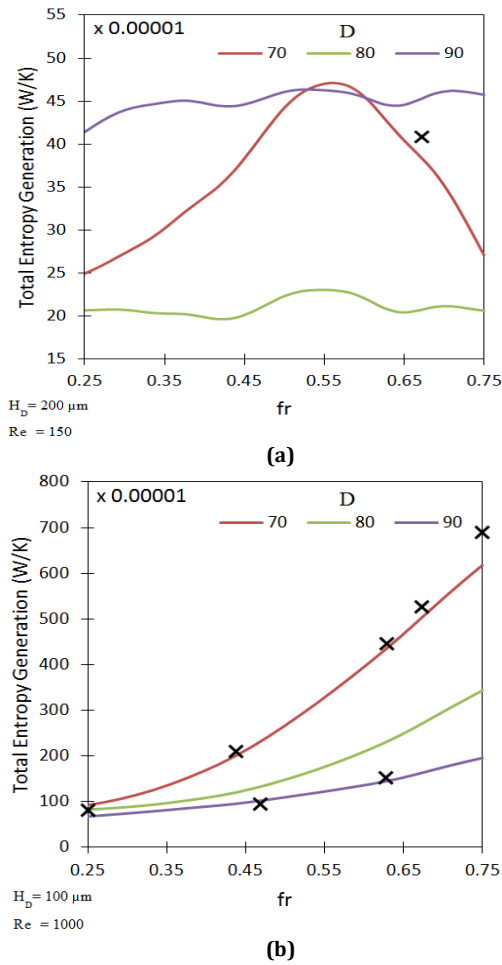 x 0.00001
D
70 80 90
Total Entropy Generation (W/K)
55
50
45
40
35
30
25
20
15
0.25 0.35 0.45 0.55 0.65 0.75
fr
H_D = 200 µm
Re = 150
(a)
x 0.00001
D
70 80 90
Total Entropy Generation (W/K)
800
700
600
500
400
300
200
100
0
0.25 0.35 0.45 0.55 0.65 0.75
fr
H_D = 100 µm
Re = 1000
(b)